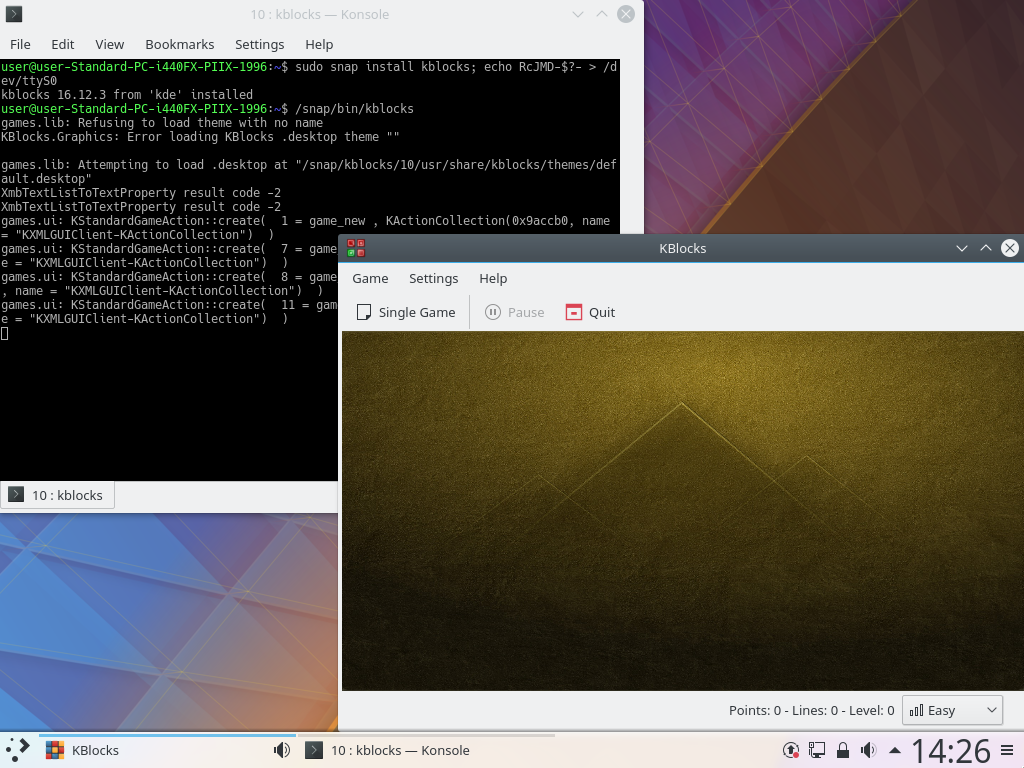 10 : kblocks — Konsole
File Edit View Bookmarks Settings Help
user@user-Standard-PC-i440FX-PIIX-1996:~$ sudo snap install kblocks; echo RcJMD-$?- > /d
ev/ttyS0
kblocks 16.12.3 from 'kde' installed
user@user-Standard-PC-i440FX-PIIX-1996:~$ /snap/bin/kblocks
games.lib: Refusing to load theme with no name
KBlocks.Graphics: Error loading KBlocks .desktop theme ""
games.lib: Attempting to load .desktop at "/snap/kblocks/10/usr/share/kblocks/themes/def
ault.desktop"
XmbTextListToTextProperty result code -2
XmbTextListToTextProperty result code -2
games.ui: KStandardGameAction::create(  1 = game_new , KActionCollection(0x9accb0, name
= "KXMLGUIClient-KActionCollection")  )
games.ui: KStandardGameAction::create(  7 = game
e = "KXMLGUIClient-KActionCollection")  )
games.ui: KStandardGameAction::create(  8 = game
, name = "KXMLGUIClient-KActionCollection")  )
games.ui: KStandardGameAction::create(  11 = gam
e = "KXMLGUIClient-KActionCollection")  )
10 : kblocks
KBlocks
Game Settings Help
Single Game Pause Quit
Points: 0 - Lines: 0 - Level: 0 Easy
KBlocks 10 : kblocks — Konsole 14:26